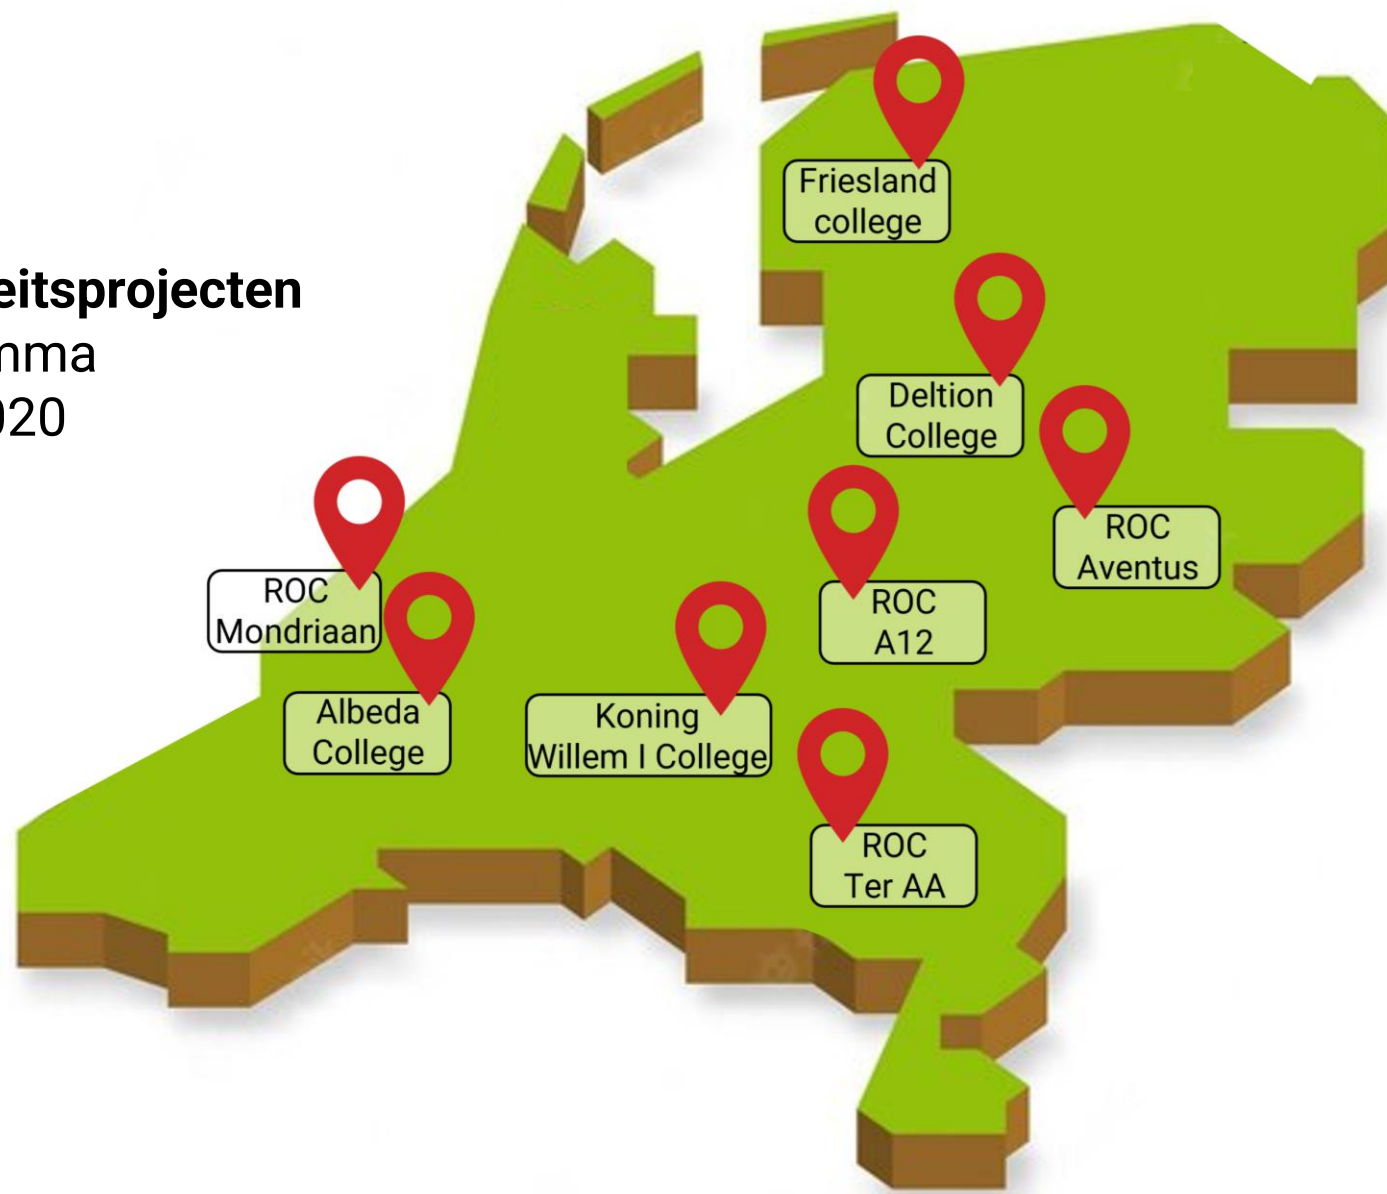 eitsprojecten
mma
020
Friesland
college
Deltion
College
ROC
Aventus
ROC
Mondriaan
ROC
A12
Albeda
College
Koning
Willem I College
ROC
Ter AA